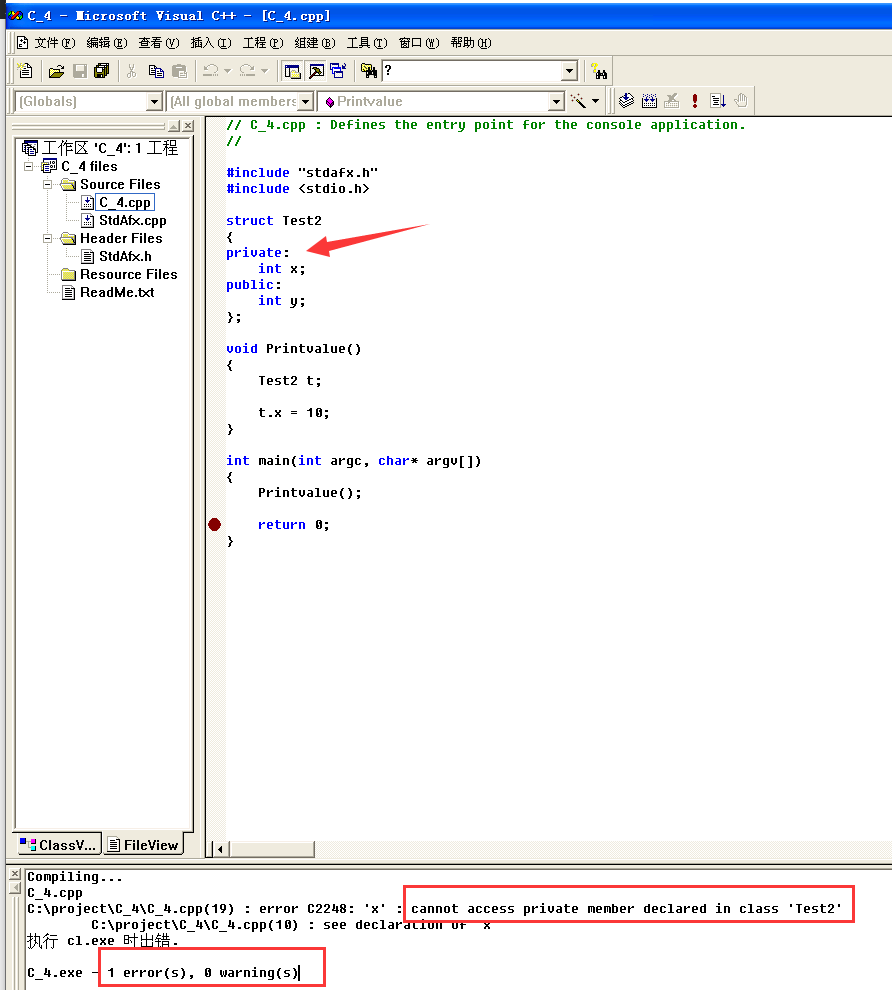 C_4 - Microsoft Visual C++ - [C_4.cpp]
文件(F) 编辑(E) 查看(V) 插入(I) 工程(P) 组建(B) 工具(T) 窗口(W) 帮助(H)
?
[Globals] [All global members Printvalue
工作区 'C_4': 1 工程
C_4 files
Source Files
C_4.cpp
StdAfx.cpp
Header Files
StdAfx.h
Resource Files
ReadMe.txt
ClassV... FileView
// C_4.cpp : Defines the entry point for the console application.
//
#include "stdafx.h"
#include <stdio.h>
struct Test2
{
private:
int x;
public:
int y;
};
void Printvalue()
{
Test2 t;
t.x = 10;
}
int main(int argc, char* argv[])
{
Printvalue();
return 0;
}
Compiling...
C_4.cpp
C:\project\C_4\C_4.cpp(19) : error C2248: 'x' : cannot access private member declared in class 'Test2'
C:\project\C_4\C_4.cpp(10) : see declaration of 'x'
执行 cl.exe 时出错.
C_4.exe - 1 error(s), 0 warning(s)